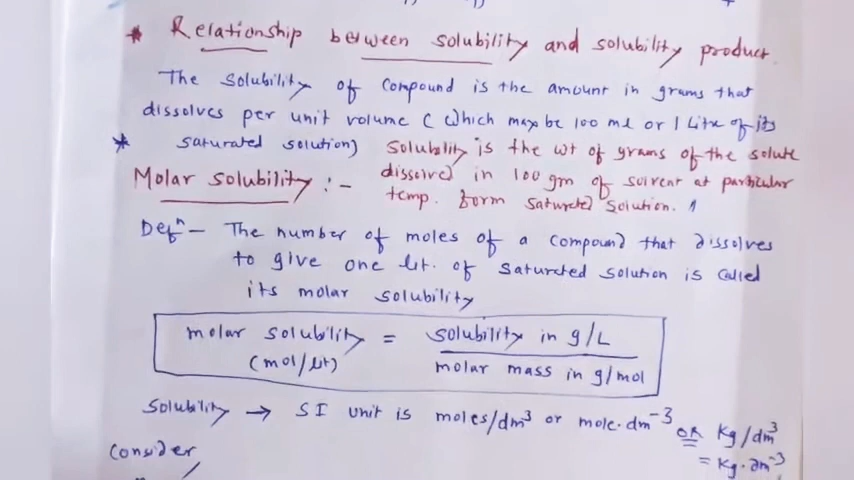 * Relationship between solubility and solubility product.
The solubility of compound is the amount in grams that
dissolves per unit volume ( which may be 100 ml or 1 Litre of its
* saturated solution)
solubility is the wt of grams of the solute
dissolved in 100 gm of solvent at particular
temp. form saturated solution.
Molar solubility :-
Defⁿ – The number of moles of a compound that dissolves
to give one lit. of saturated solution is called
its molar solubility
molar solubility (mol/lit) = solubility in g/L
molar mass in g/mol
solubility → SI unit is moles/dm³ or mole·dm⁻³ OR Kg/dm³
= Kg·dm⁻³
Consider